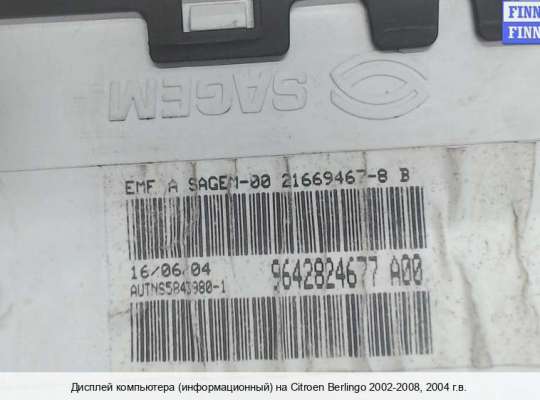 FINN
FINN
SAGEM
EMF A SAGEM-00 21669467-8 B
16/06/04
9642824677 A00
AUTNS5843980-1
Дисплей компьютера (информационный) на Citroen Berlingo 2002-2008, 2004 г.в.